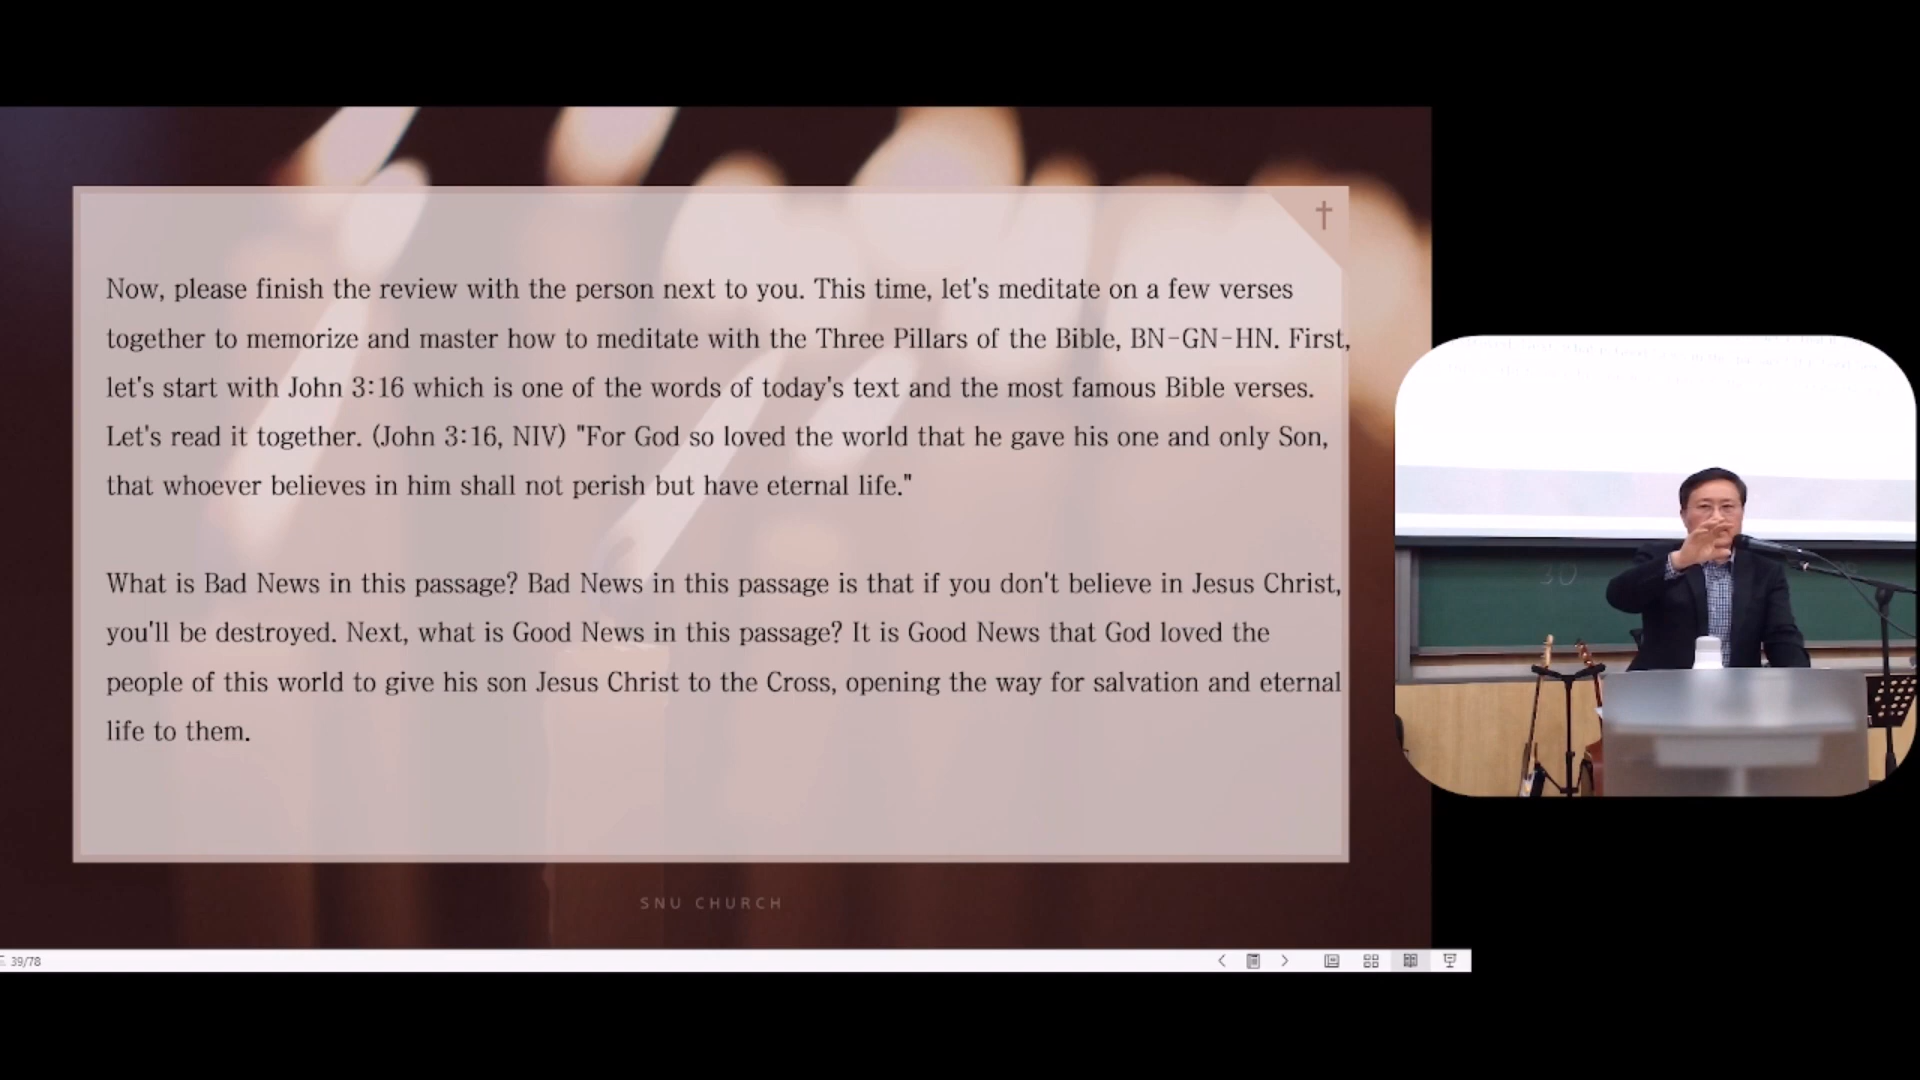 Now, please finish the review with the person next to you. This time, let's meditate on a few verses
together to memorize and master how to meditate with the Three Pillars of the Bible, BN-GN-HN. First,
let's start with John 3:16 which is one of the words of today's text and the most famous Bible verses.
Let's read it together. (John 3:16, NIV) "For God so loved the world that he gave his one and only Son,
that whoever believes in him shall not perish but have eternal life."
What is Bad News in this passage? Bad News in this passage is that if you don't believe in Jesus Christ,
you'll be destroyed. Next, what is Good News in this passage? It is Good News that God loved the
people of this world to give his son Jesus Christ to the Cross, opening the way for salvation and eternal
life to them.
SNU CHURCH
39/78